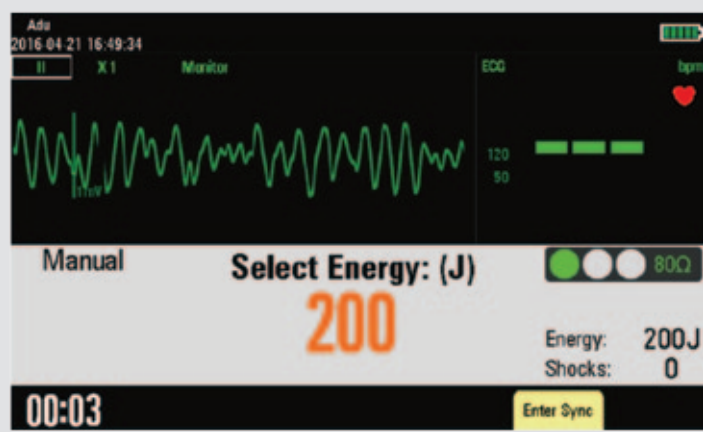 Adu
2016-04-21 16:49:34
II X1 Monitor ECG bpm
1mV
120
50
Manual
Select Energy: (J)
200
80Ω
Energy: 200J
Shocks: 0
00:03
Enter Sync